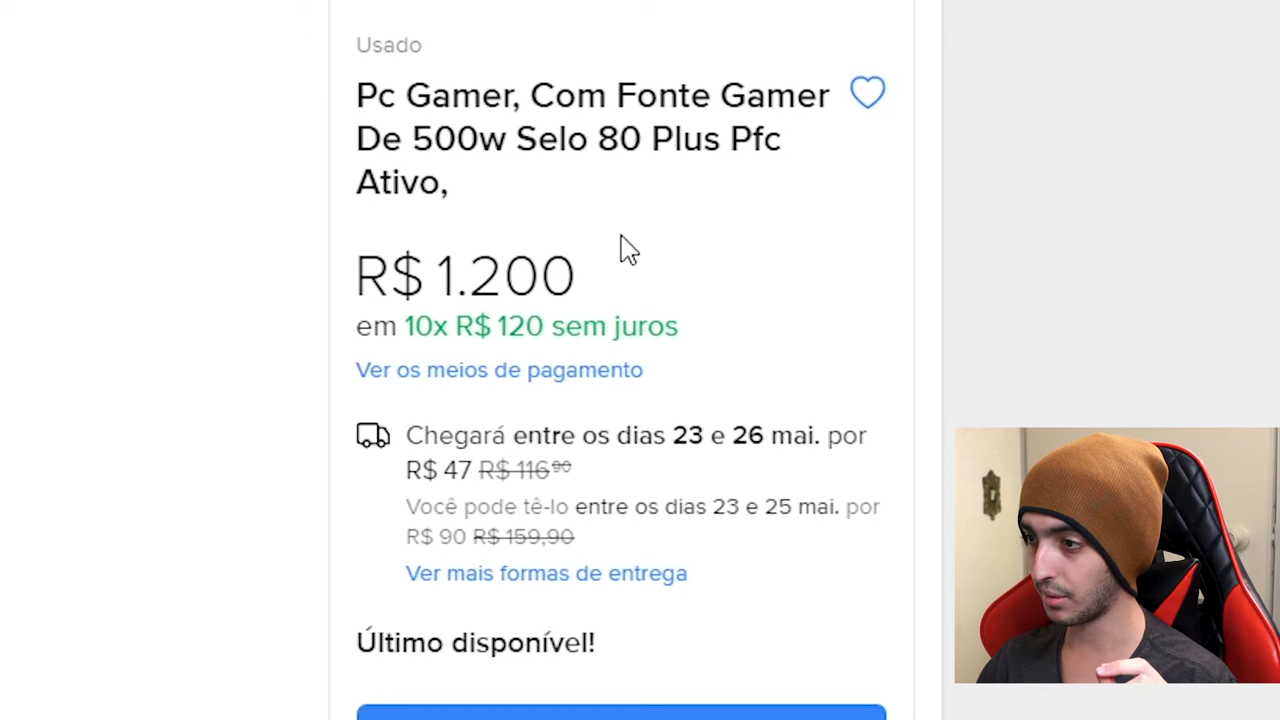 Usado
Pc Gamer, Com Fonte Gamer
De 500w Selo 80 Plus Pfc
Ativo,
R$ 1.200
em 10x R$ 120 sem juros
Ver os meios de pagamento
Chegará entre os dias 23 e 26 mai. por
R$ 47 R$ 116⁹⁰
Você pode tê-lo entre os dias 23 e 25 mai. por
R$ 90 R$ 159,90
Ver mais formas de entrega
Último disponível!